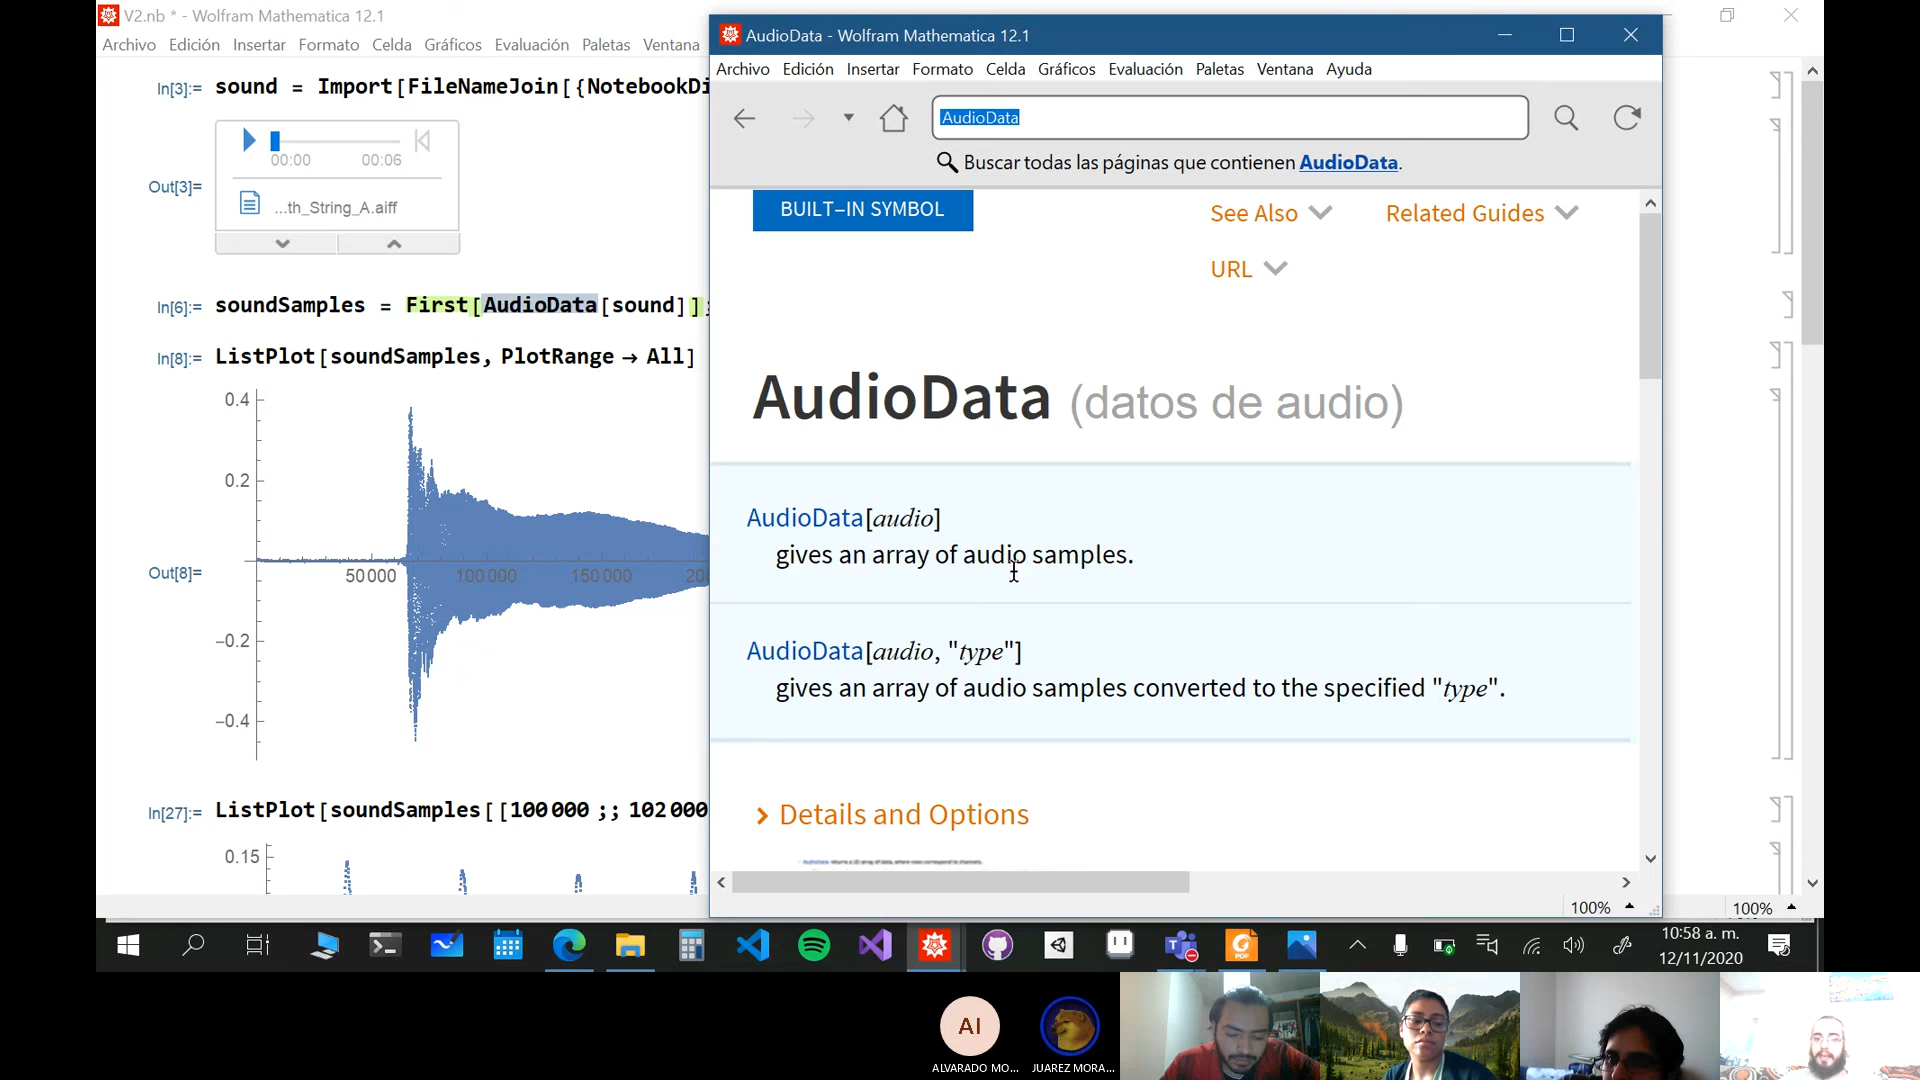 V2.nb * - Wolfram Mathematica 12.1
Archivo Edición Insertar Formato Celda Gráficos Evaluación Paletas Ventana
In[3]:= sound = Import[FileNameJoin[{NotebookDi
00:00 00:06
Out[3]=
...th_String_A.aiff
In[6]:= soundSamples = First[AudioData[sound]];
In[8]:= ListPlot[soundSamples, PlotRange → All]
0.4
0.2
50000 100000 150000 200
Out[8]=
-0.2
-0.4
In[27]:= ListPlot[soundSamples[[100000 ;; 102000
0.15
AudioData - Wolfram Mathematica 12.1
Archivo Edición Insertar Formato Celda Gráficos Evaluación Paletas Ventana Ayuda
AudioData
Buscar todas las páginas que contienen AudioData.
BUILT-IN SYMBOL
See Also Related Guides
URL
AudioData (datos de audio)
AudioData[audio]
gives an array of audio samples.
AudioData[audio, "type"]
gives an array of audio samples converted to the specified "type".
Details and Options
100%
100%
10:58 a. m.
12/11/2020
AI
ALVARADO MO...
JUAREZ MORA...